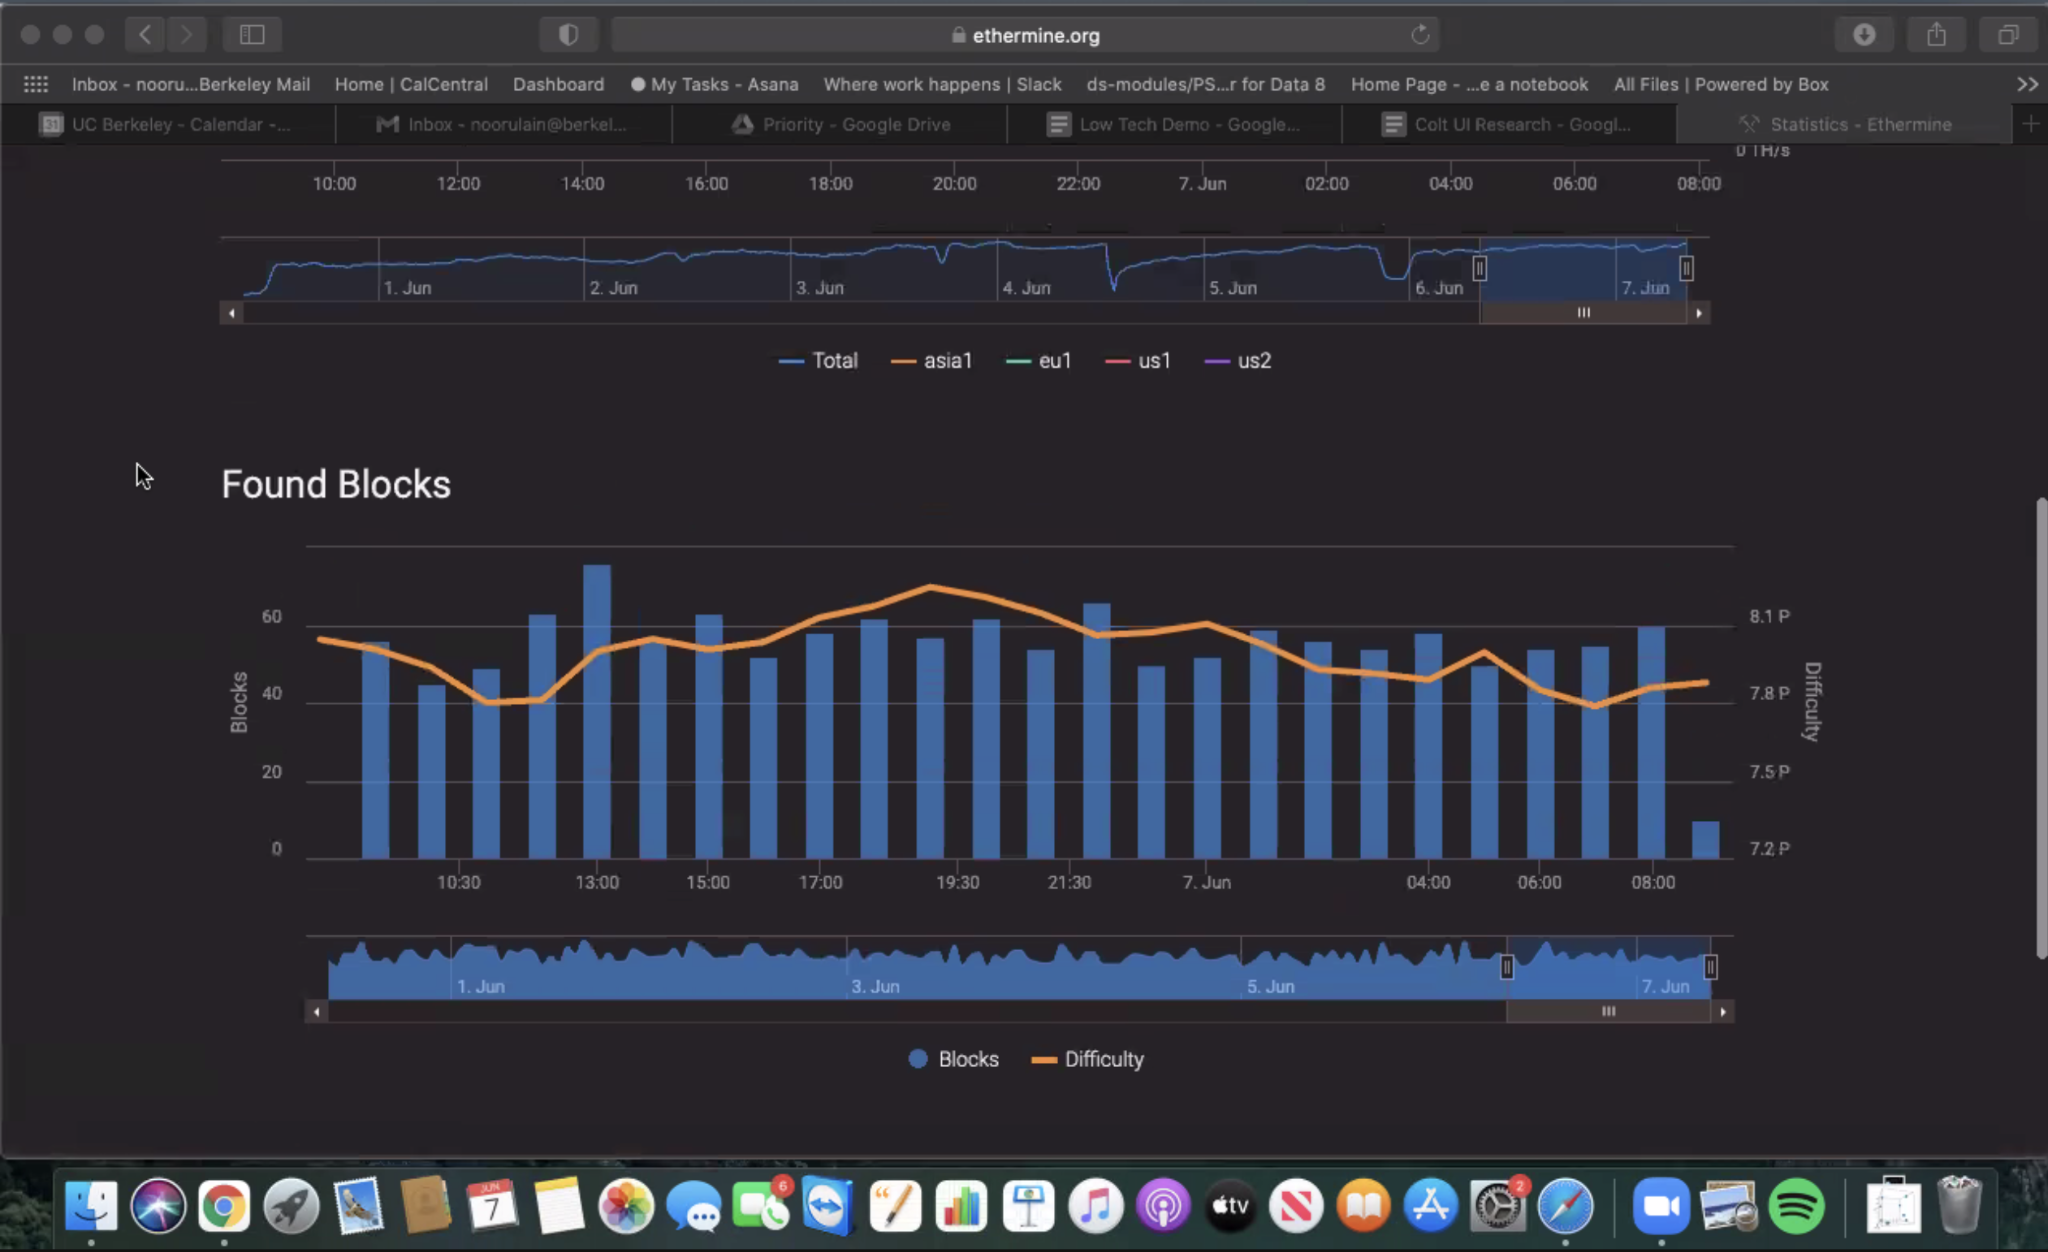 ethermine.org
Inbox - nooru...Berkeley Mail Home | CalCentral Dashboard My Tasks - Asana Where work happens | Slack ds-modules/PS...r for Data 8 Home Page - ...e a notebook All Files | Powered by Box
31 UC Berkeley - Calendar -... Inbox - noorulain@berkel... Priority - Google Drive Low Tech Demo - Google... Colt UI Research - Googl... Statistics - Ethermine
0 TH/s
10:00 12:00 14:00 16:00 18:00 20:00 22:00 7. Jun 02:00 04:00 06:00 08:00
1. Jun 2. Jun 3. Jun 4. Jun 5. Jun 6. Jun 7. Jun
Total asia1 eu1 us1 us2
Found Blocks
60 8.1 P
40 7.8 P
20 7.5 P
0 7.2 P
Blocks
Difficulty
10:30 13:00 15:00 17:00 19:30 21:30 7. Jun 04:00 06:00 08:00
1. Jun 3. Jun 5. Jun 7. Jun
Blocks Difficulty
JUN
7
6
tv
2